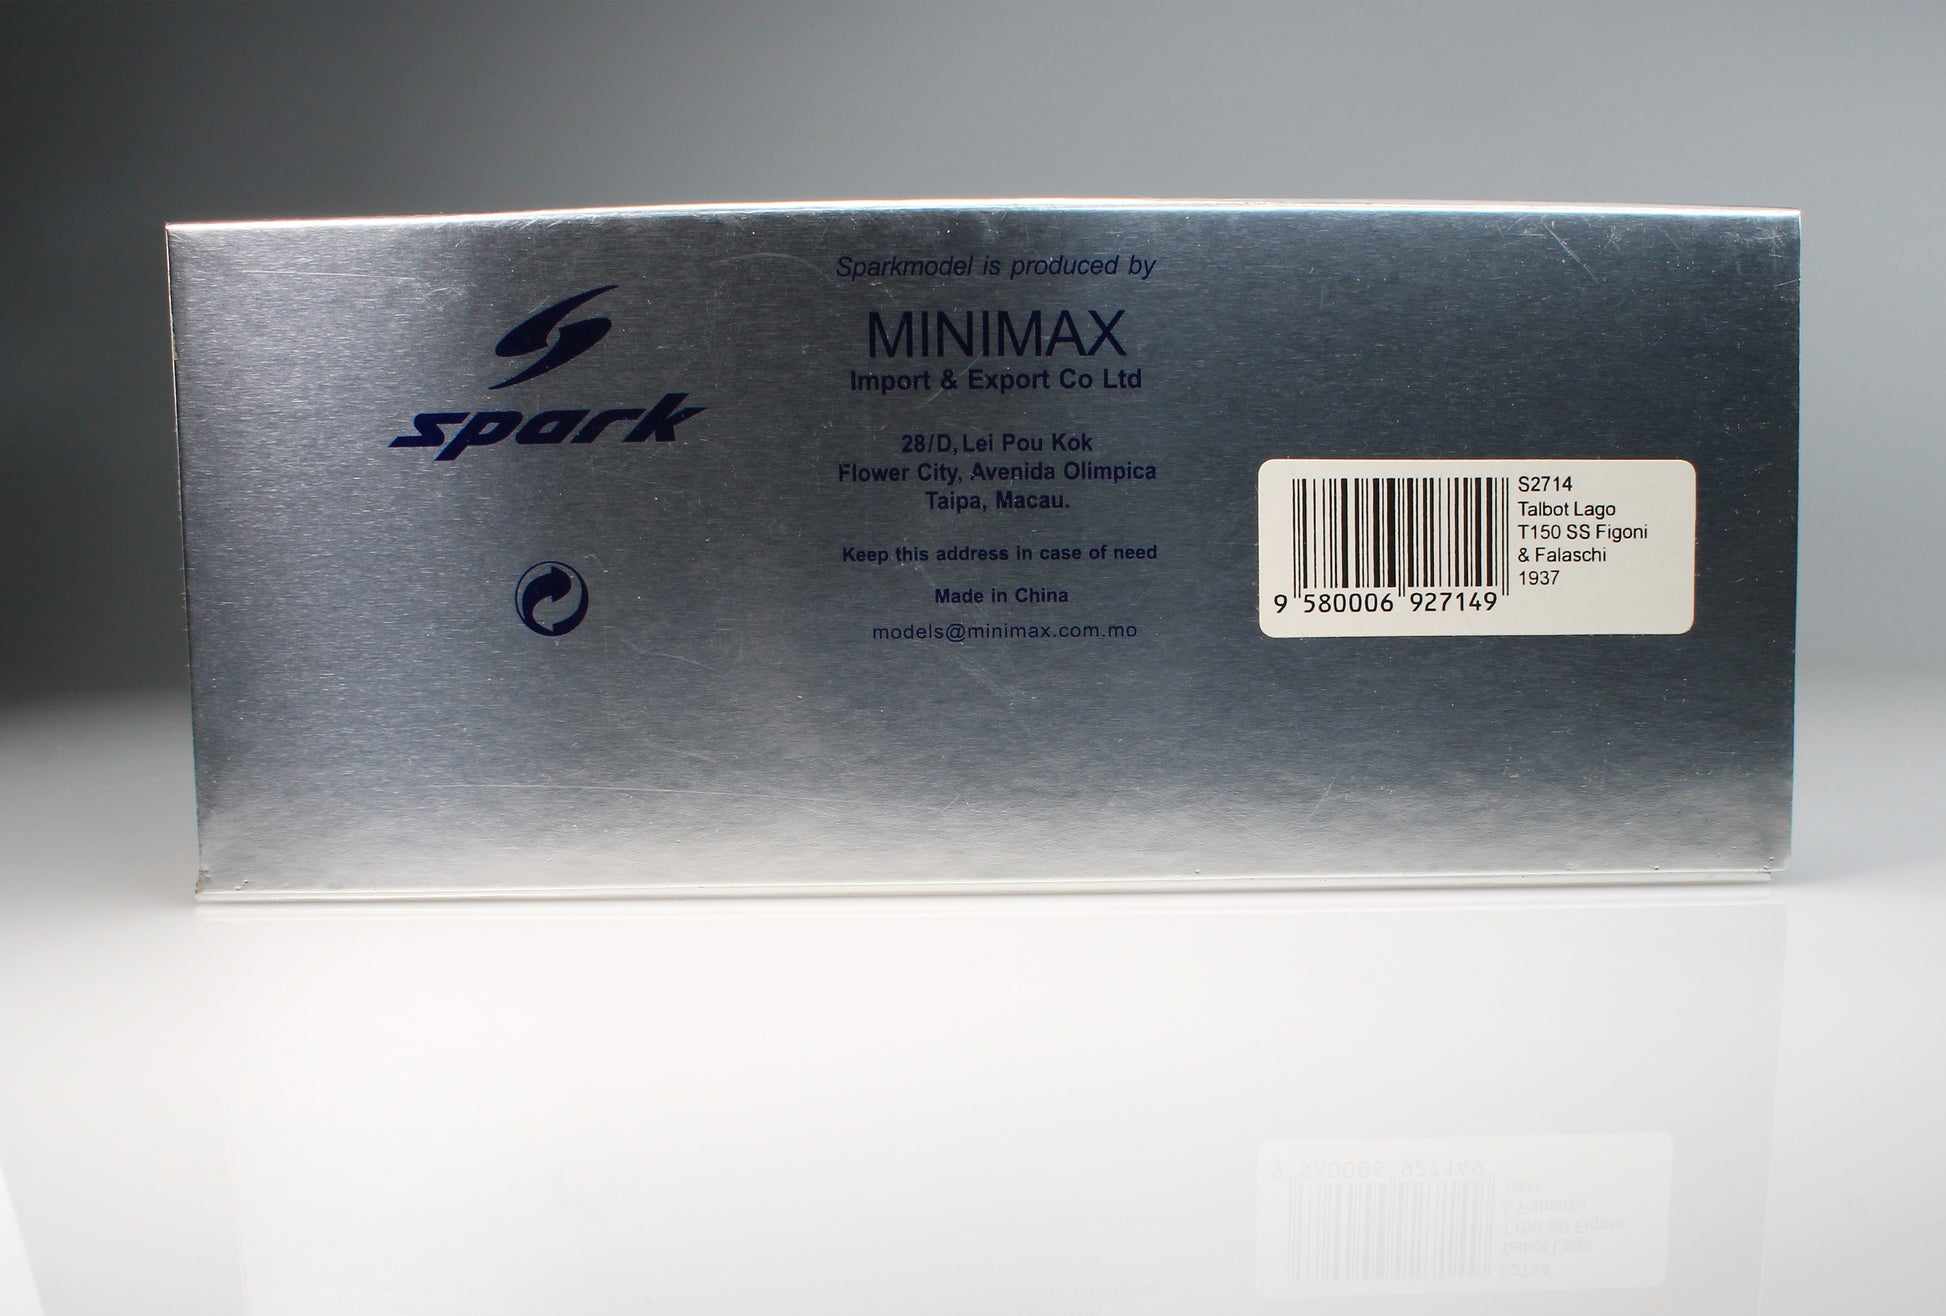 spark
Sparkmodel is produced by
MINIMAX
Import & Export Co Ltd
28/D, Lei Pou Kok
Flower City, Avenida Olimpica
Taipa, Macau.
Keep this address in case of need
Made in China
models@minimax.com.mo
S2714
Talbot Lago
T150 SS Figoni
& Falaschi
1937
9 580006 927149